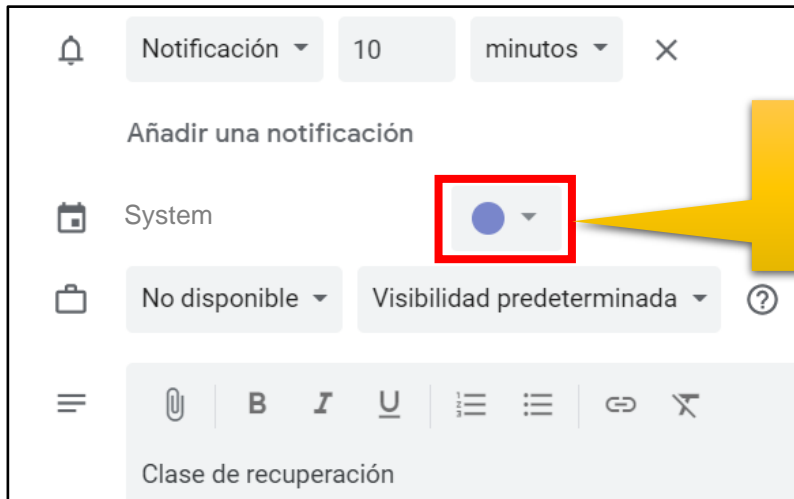 Notificación 10 minutos
Añadir una notificación
System
No disponible Visibilidad predeterminada
B I U
Clase de recuperación